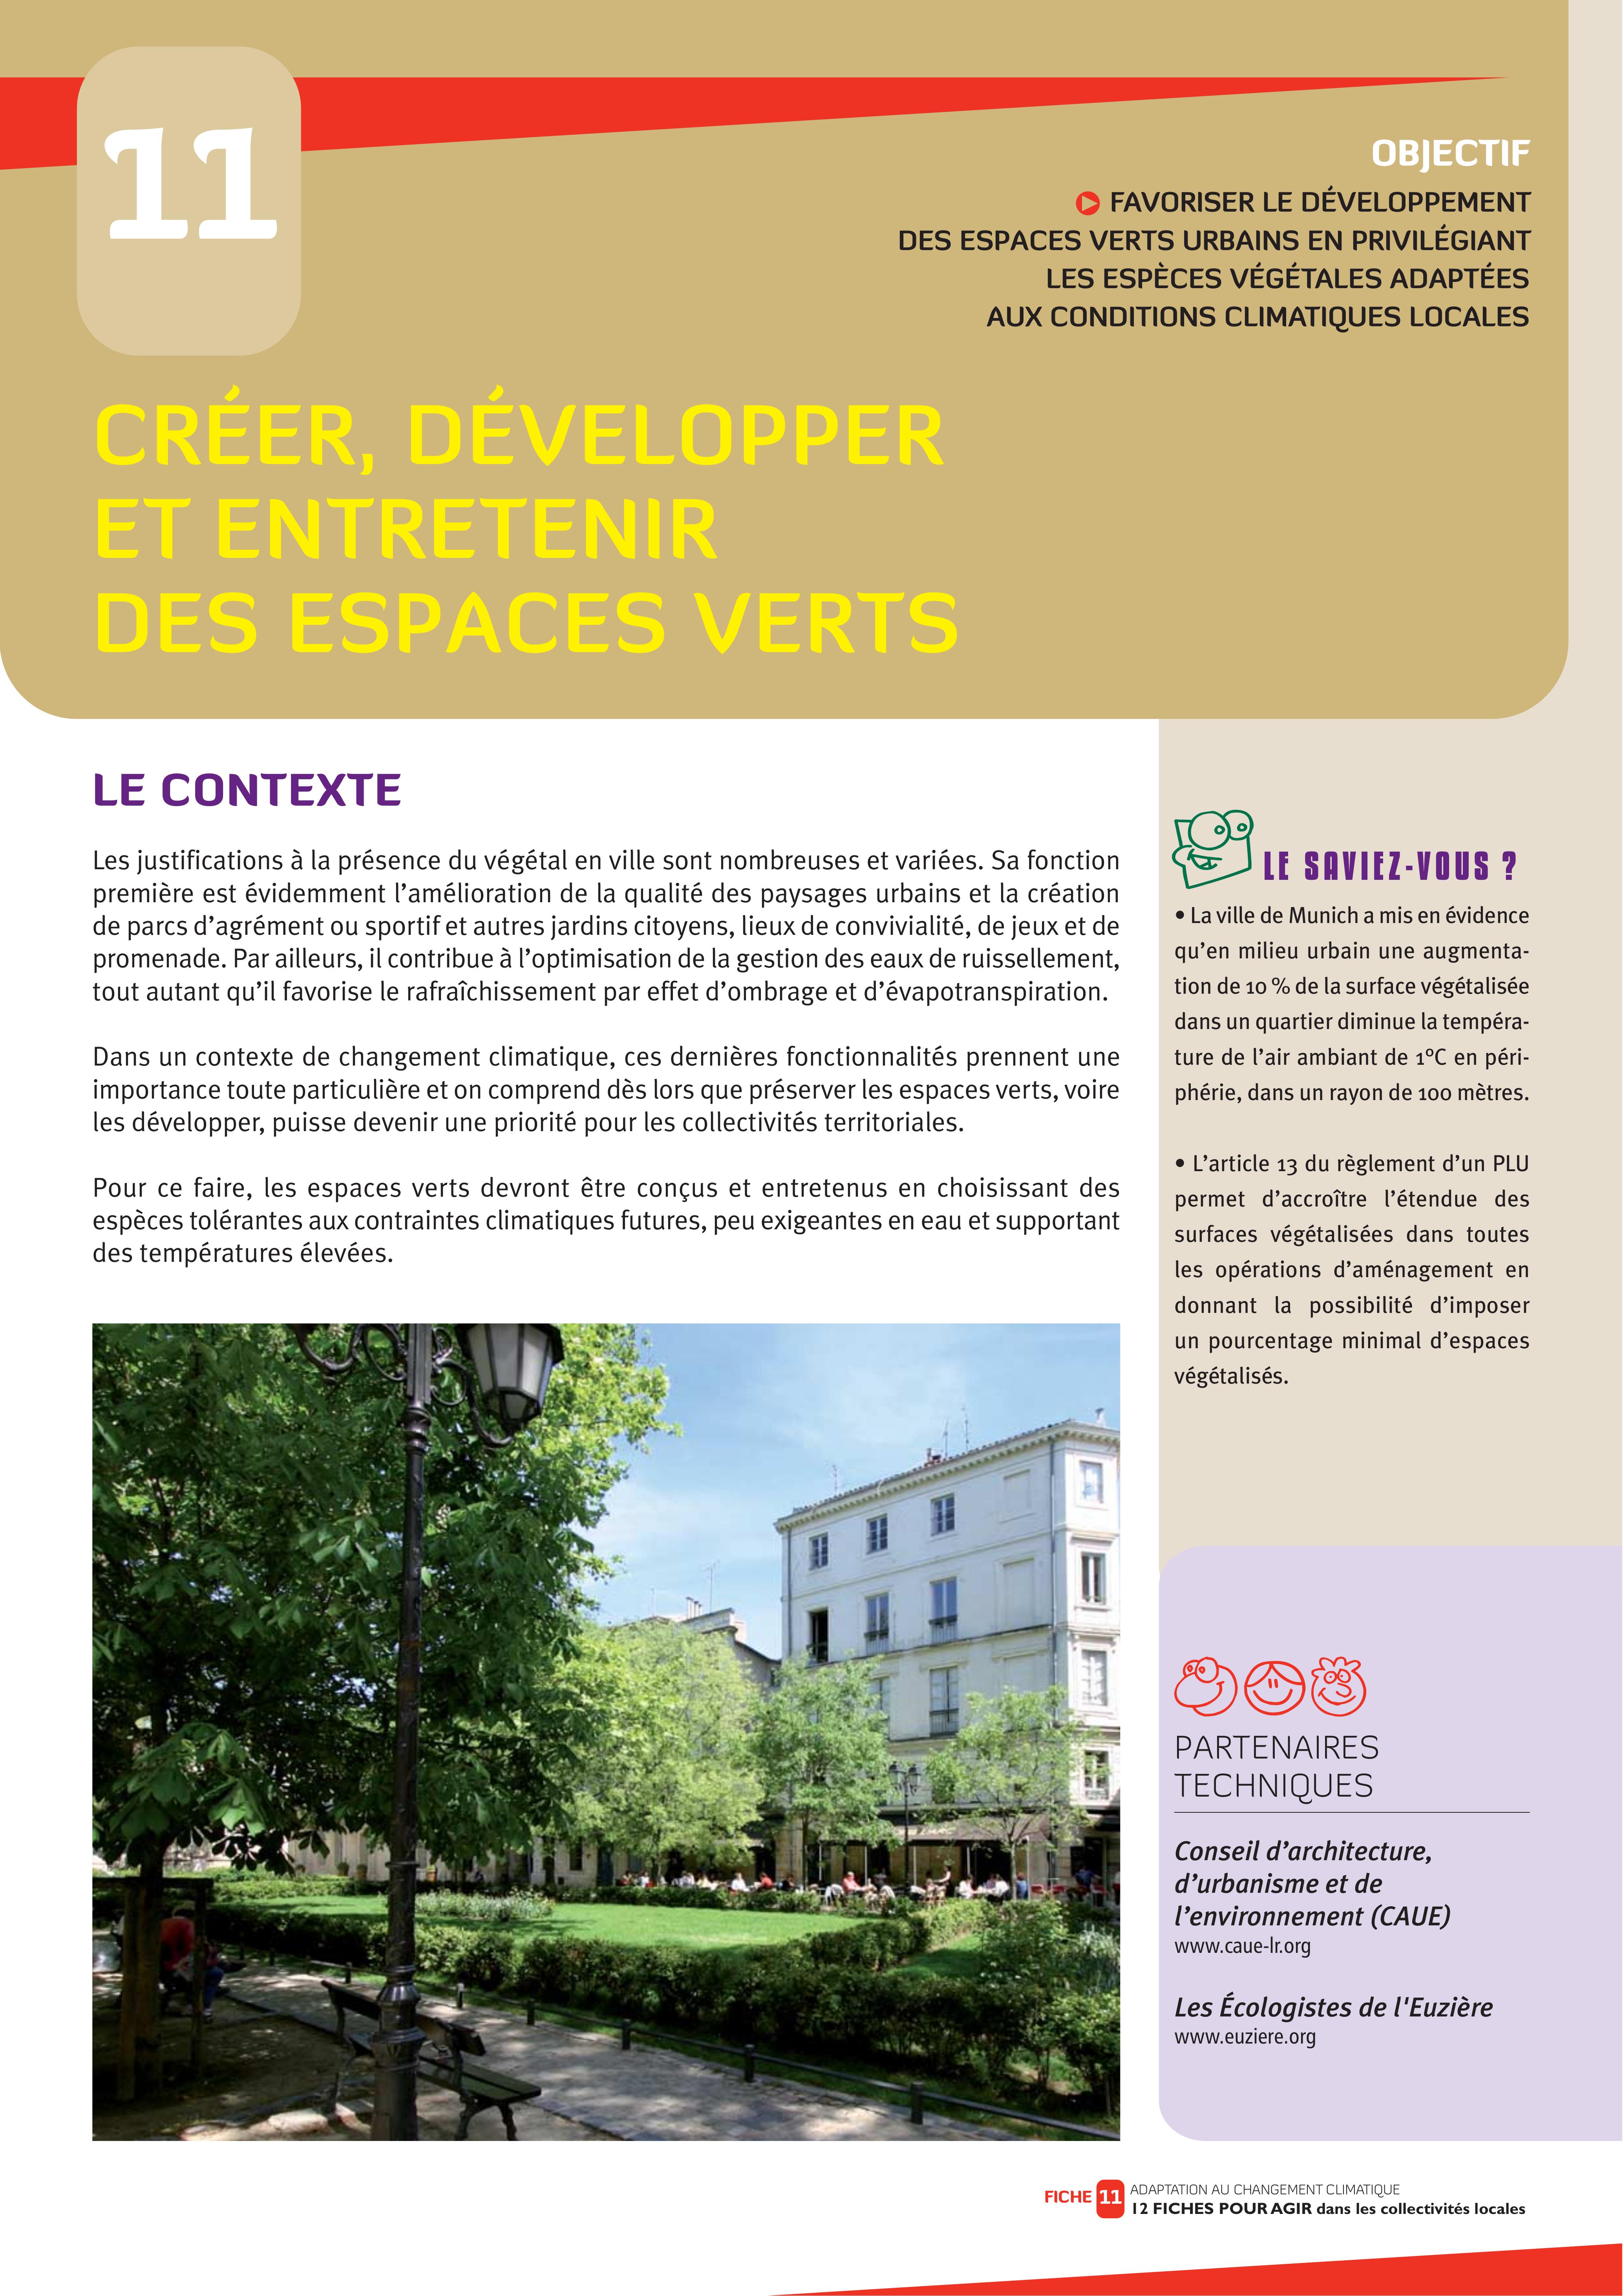 11
OBJECTIF
FAVORISER LE DÉVELOPPEMENT
DES ESPACES VERTS URBAINS EN PRIVILÉGIANT
LES ESPÈCES VÉGÉTALES ADAPTÉES
AUX CONDITIONS CLIMATIQUES LOCALES
CRÉER, DÉVELOPPER
ET ENTRETENIR
DES ESPACES VERTS
LE CONTEXTE
Les justifications à la présence du végétal en ville sont nombreuses et variées. Sa fonction
première est évidemment l’amélioration de la qualité des paysages urbains et la création
de parcs d’agrément ou sportif et autres jardins citoyens, lieux de convivialité, de jeux et de
promenade. Par ailleurs, il contribue à l’optimisation de la gestion des eaux de ruissellement,
tout autant qu’il favorise le rafraîchissement par effet d’ombrage et d’évapotranspiration.
Dans un contexte de changement climatique, ces dernières fonctionnalités prennent une
importance toute particulière et on comprend dès lors que préserver les espaces verts, voire
les développer, puisse devenir une priorité pour les collectivités territoriales.
Pour ce faire, les espaces verts devront être conçus et entretenus en choisissant des
espèces tolérantes aux contraintes climatiques futures, peu exigeantes en eau et supportant
des températures élevées.
LE SAVIEZ-VOUS ?
• La ville de Munich a mis en évidence
qu’en milieu urbain une augmenta-
tion de 10 % de la surface végétalisée
dans un quartier diminue la tempéra-
ture de l’air ambiant de 1°C en péri-
phérie, dans un rayon de 100 mètres.
• L’article 13 du règlement d’un PLU
permet d’accroître l’étendue des
surfaces végétalisées dans toutes
les opérations d’aménagement en
donnant la possibilité d’imposer
un pourcentage minimal d’espaces
végétalisés.
PARTENAIRES
TECHNIQUES
Conseil d’architecture,
d’urbanisme et de
l’environnement (CAUE)
www.caue-lr.org
Les Écologistes de l'Euzière
www.euziere.org
FICHE 11 ADAPTATION AU CHANGEMENT CLIMATIQUE
12 FICHES POUR AGIR dans les collectivités locales